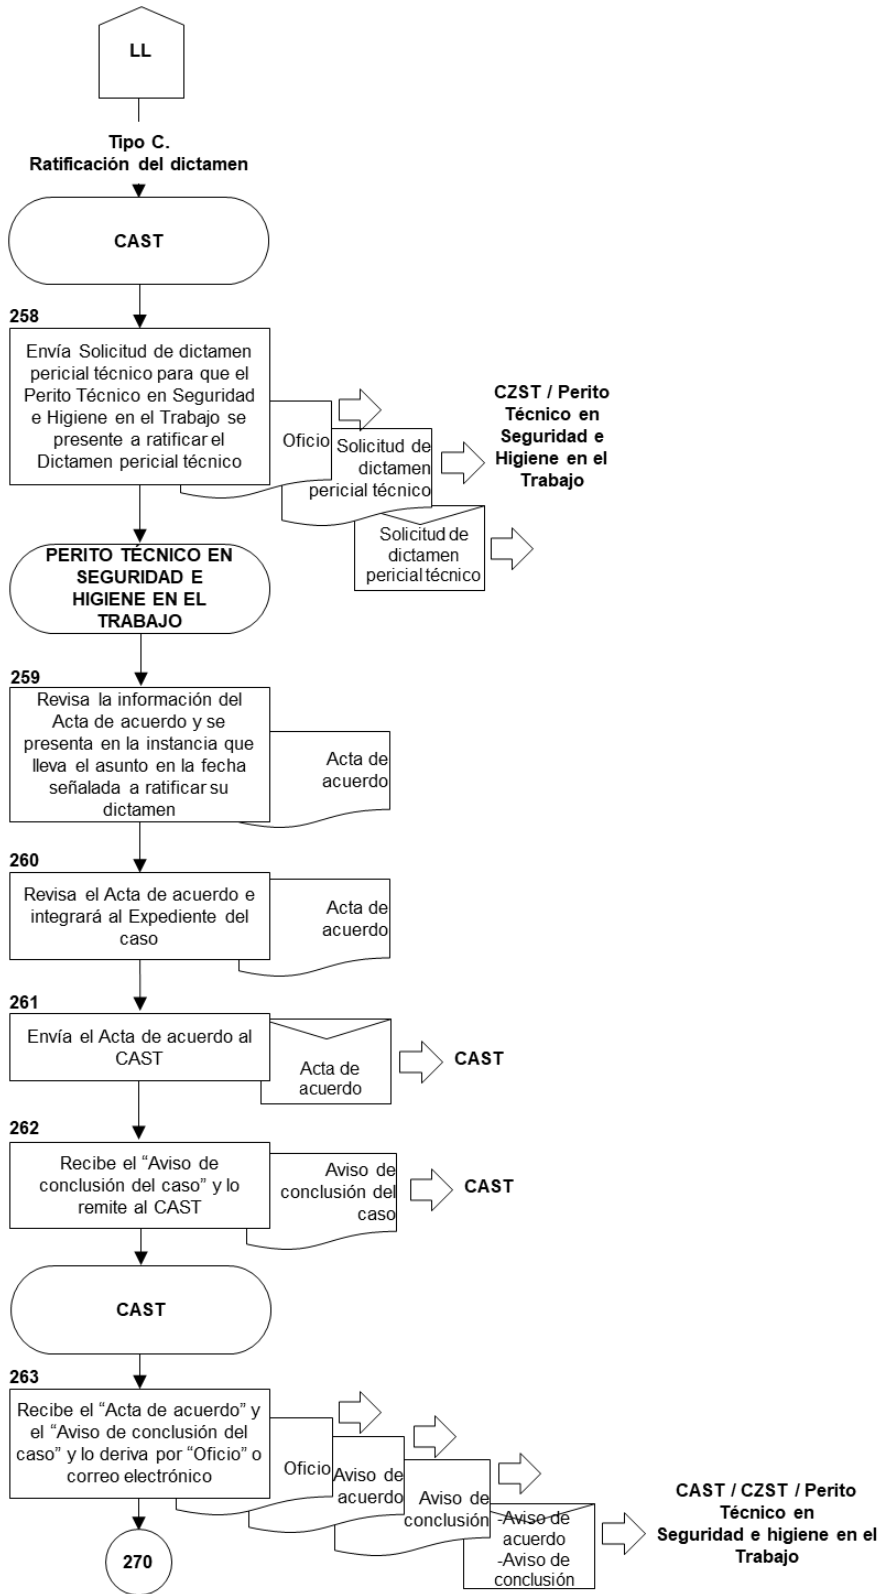 LL
Tipo C.
Ratificación del dictamen
CAST
258
Envía Solicitud de dictamen
pericial técnico para que el
Perito Técnico en Seguridad
e Higiene en el Trabajo se
presente a ratificar el
Dictamen pericial técnico
Oficio
Solicitud de
dictamen
pericial técnico
Solicitud de
dictamen
pericial técnico
CZST / Perito
Técnico en
Seguridad e
Higiene en el
Trabajo
PERITO TÉCNICO EN
SEGURIDAD E
HIGIENE EN EL
TRABAJO
259
Revisa la información del
Acta de acuerdo y se
presenta en la instancia que
lleva el asunto en la fecha
señalada a ratificar su
dictamen
Acta de
acuerdo
260
Revisa el Acta de acuerdo e
integrará al Expediente del
caso
Acta de
acuerdo
261
Envía el Acta de acuerdo al
CAST
Acta de
acuerdo
CAST
262
Recibe el “Aviso de
conclusión del caso” y lo
remite al CAST
Aviso de
conclusión del
caso
CAST
CAST
263
Recibe el “Acta de acuerdo” y
el “Aviso de conclusión del
caso” y lo deriva por “Oficio” o
correo electrónico
Oficio
Aviso de
acuerdo
Aviso de
conclusión
-Aviso de
acuerdo
-Aviso de
conclusión
CAST / CZST / Perito
Técnico en
Seguridad e higiene en el
Trabajo
270